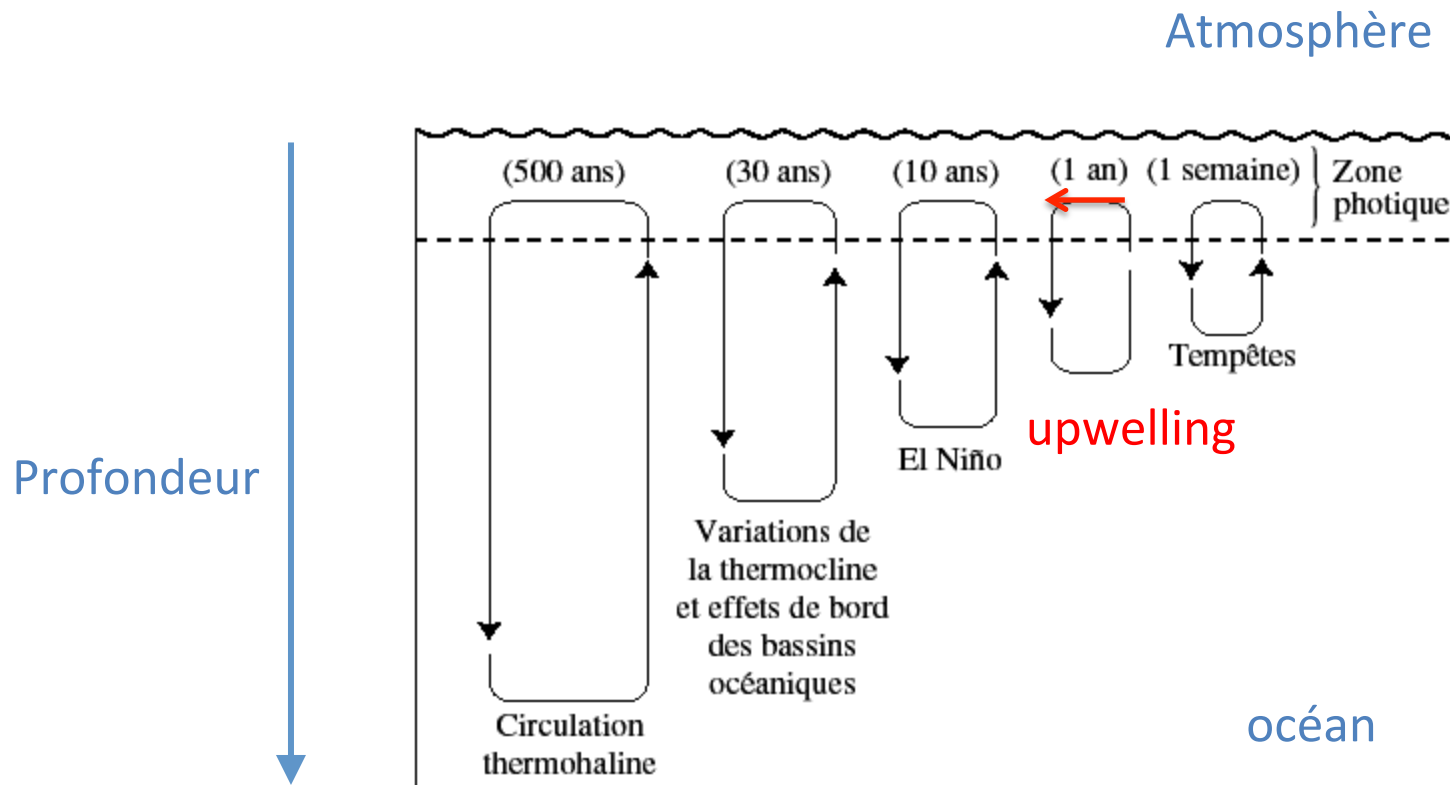 Atmosphère
(500 ans)
(30 ans)
(10 ans)
(1 an)
(1 semaine)
Zone
photique
Tempêtes
upwelling
El Niño
Profondeur
Variations de
la thermocline
et effets de bord
des bassins
océaniques
Circulation
thermohaline
océan